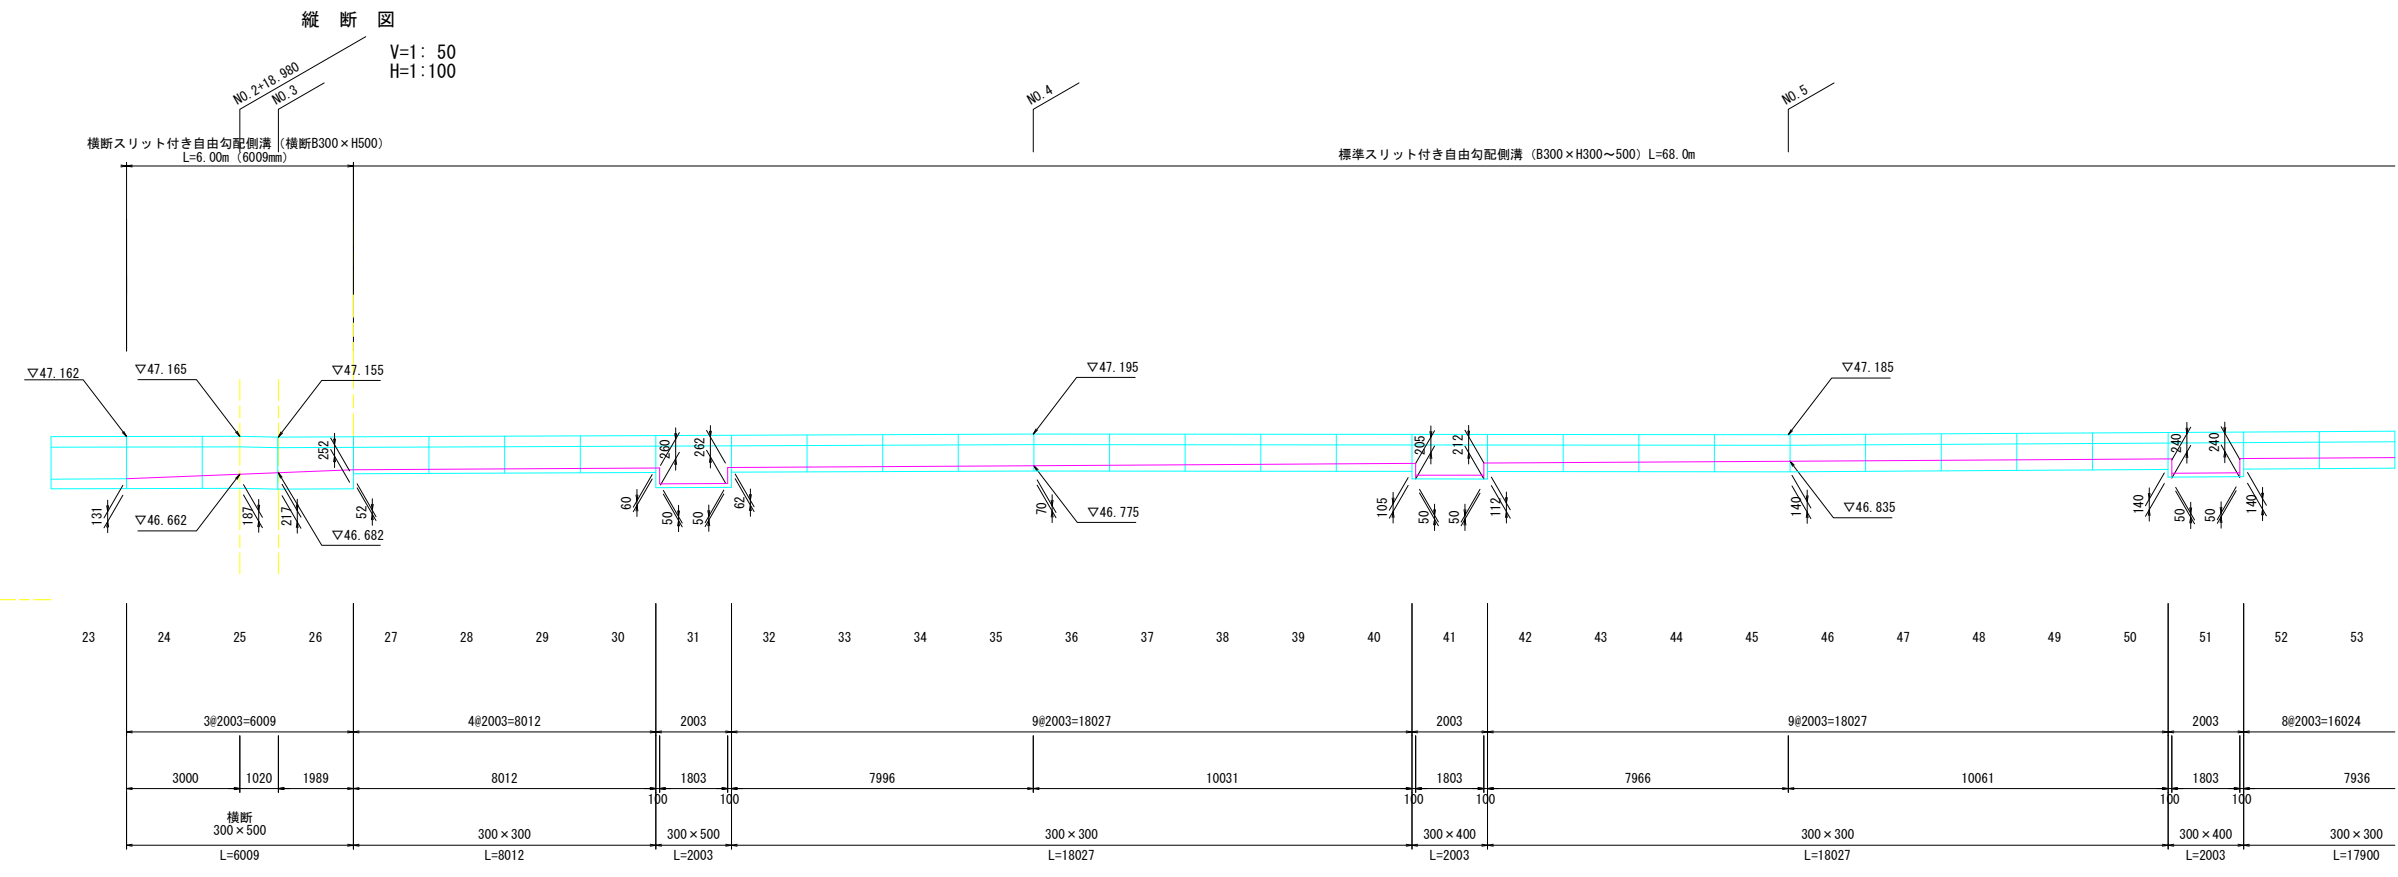 縦 断 図
V=1: 50
H=1:100
NO.2+18.980
NO.3
NO.4
NO.5
横断スリット付き自由勾配側溝 (横断B300×H500)
L=6.00m (6009mm)
標準スリット付き自由勾配側溝 (B300×H300～500) L=68.0m
▽47.162
▽47.165
▽47.155
▽47.195
▽47.185
252
260
262
205
212
240
240
131
187
217
52
60
50
50
62
70
105
50
50
112
140
140
50
50
140
▽46.662
▽46.682
▽46.775
▽46.835
23 24 25 26 27 28 29 30 31 32 33 34 35 36 37 38 39 40 41 42 43 44 45 46 47 48 49 50 51 52 53
3@2003=6009 4@2003=8012 2003 9@2003=18027 2003 9@2003=18027 2003 8@2003=16024
3000 1020 1989 8012 1803 7996 10031 1803 7966 10061 1803 7936
100 100 100 100 100 100
横断
300×500 300×300 300×500 300×300 300×400 300×300 300×400 300×300
L=6009 L=8012 L=2003 L=18027 L=2003 L=18027 L=2003 L=17900